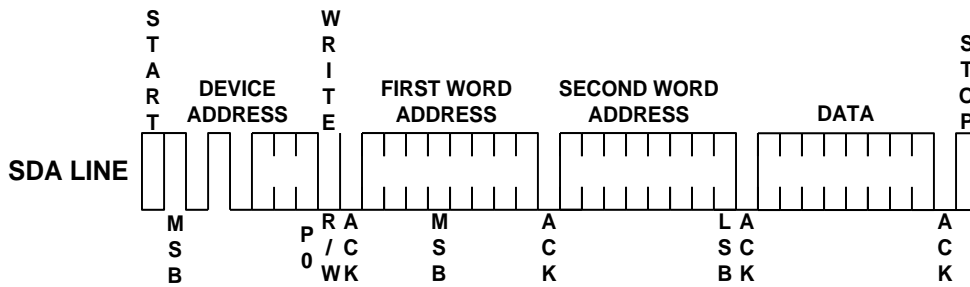 START
WRITE
STOP
DEVICE
ADDRESS
FIRST WORD
ADDRESS
SECOND WORD
ADDRESS
DATA
SDA LINE
MSB
P0
R/W
ACK
MSB
ACK
LSB
ACK
ACK